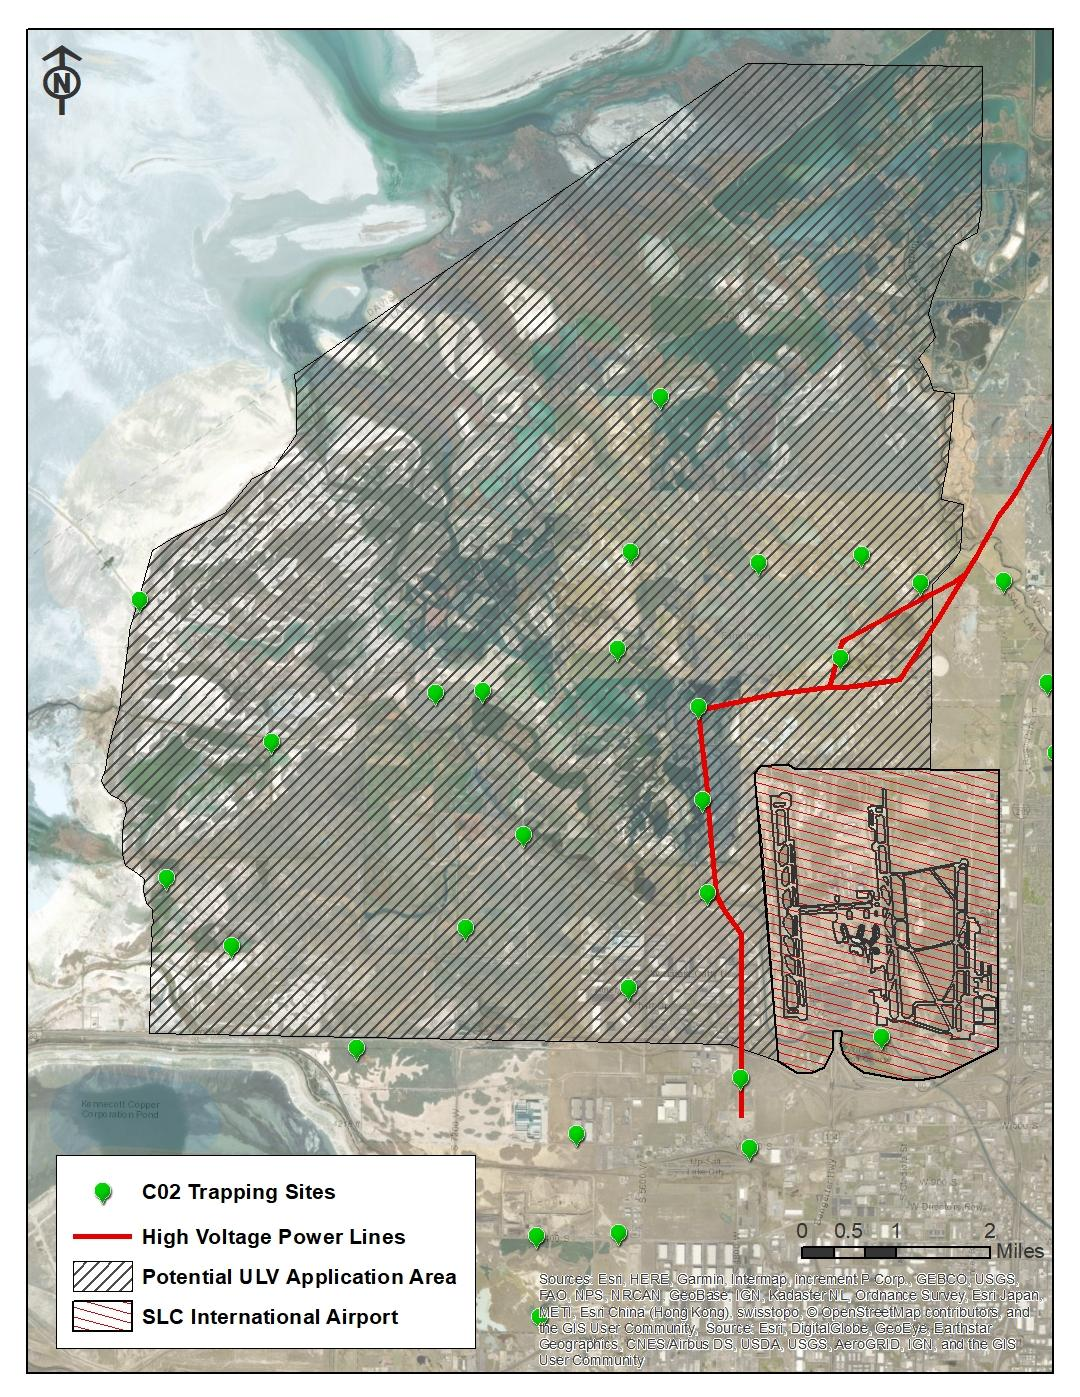 N
Kennecott Copper
Corporation Pond
C02 Trapping Sites
High Voltage Power Lines
Potential ULV Application Area
SLC International Airport
0 0.5 1 2
Miles
Sources: Esri, HERE, Garmin, Intermap, increment P Corp., GEBCO, USGS,
FAO, NPS, NRCAN, GeoBase, IGN, Kadaster NL, Ordnance Survey, Esri Japan,
METI, Esri China (Hong Kong), swisstopo, © OpenStreetMap contributors, and
the GIS User Community, Source: Esri, DigitalGlobe, GeoEye, Earthstar
Geographics, CNES/Airbus DS, USDA, USGS, AeroGRID, IGN, and the GIS
User Community